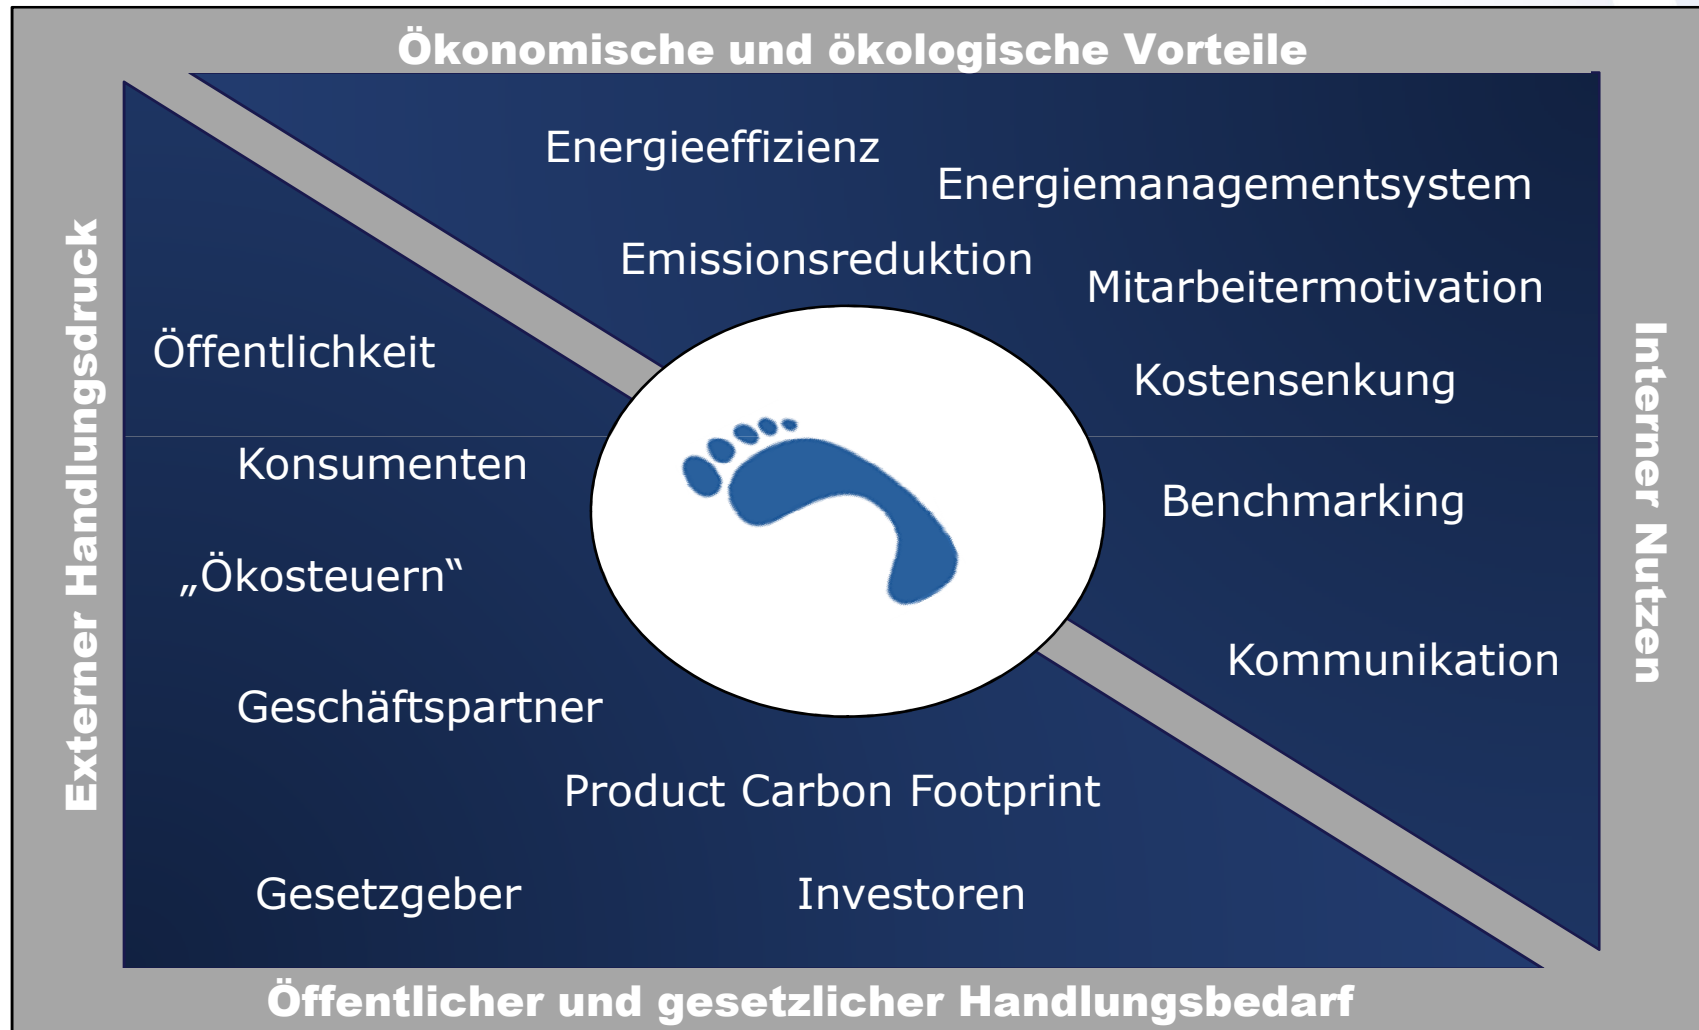 Ökonomische und ökologische Vorteile
Energieeffizienz
Energiemanagementsystem
Emissionsreduktion
Mitarbeitermotivation
Kostensenkung
Benchmarking
Kommunikation
Interner Nutzen
Externer Handlungsdruck
Öffentlichkeit
Konsumenten
„Ökosteuern“
Geschäftspartner
Product Carbon Footprint
Gesetzgeber
Investoren
Öffentlicher und gesetzlicher Handlungsbedarf